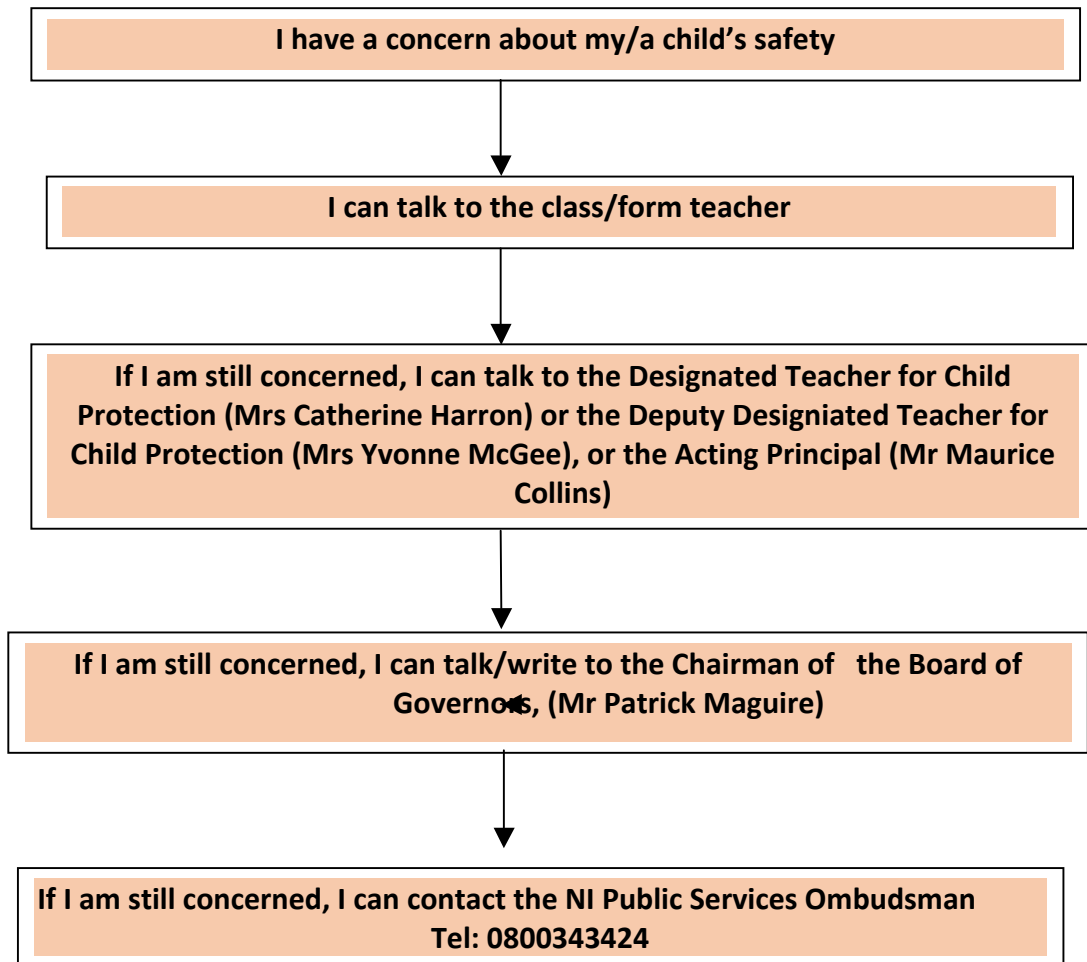 I have a concern about my/a child's safety
I can talk to the class/form teacher
If I am still concerned, I can talk to the Designated Teacher for Child
Protection (Mrs Catherine Harron) or the Deputy Designiated Teacher for
Child Protection (Mrs Yvonne McGee), or the Acting Principal (Mr Maurice
Collins)
If I am still concerned, I can talk/write to the Chairman of the Board of
Governors, (Mr Patrick Maguire)
If I am still concerned, I can contact the NI Public Services Ombudsman
Tel: 0800343424